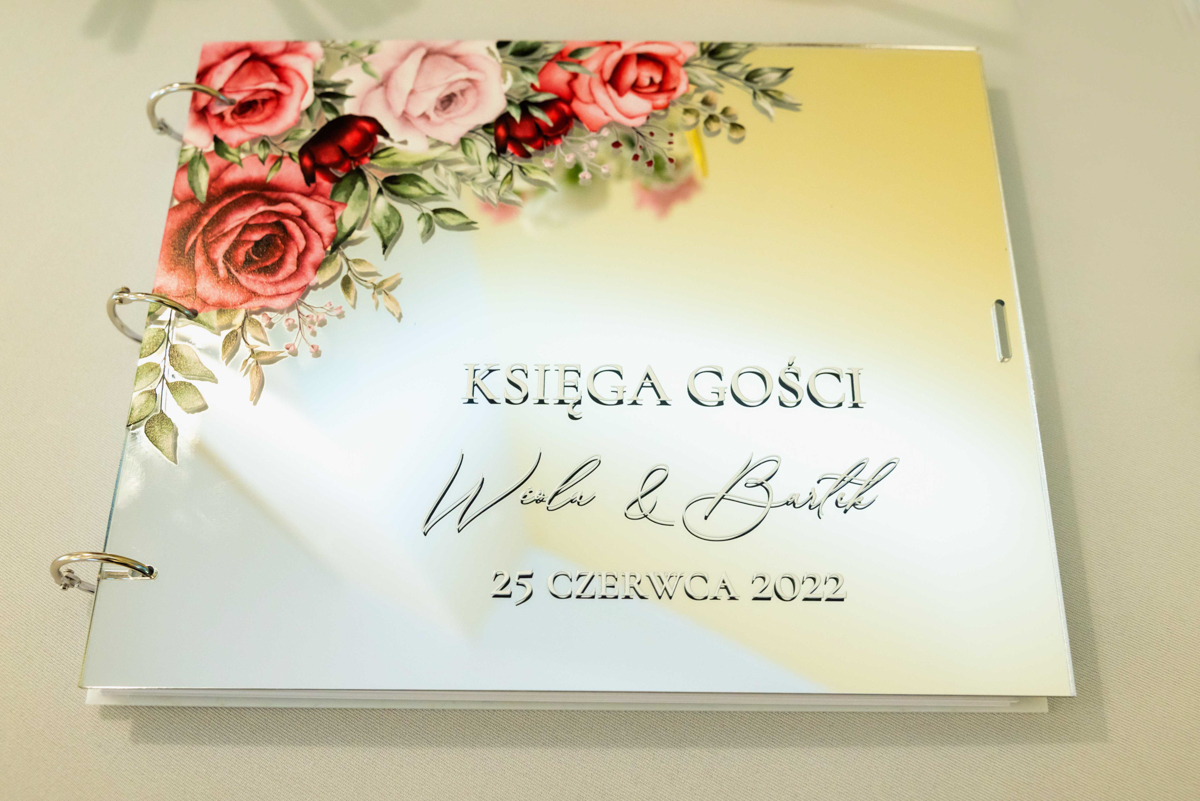 KSIĘGA GOŚCI
Wiola & Bartek
25 CZERWCA 2022